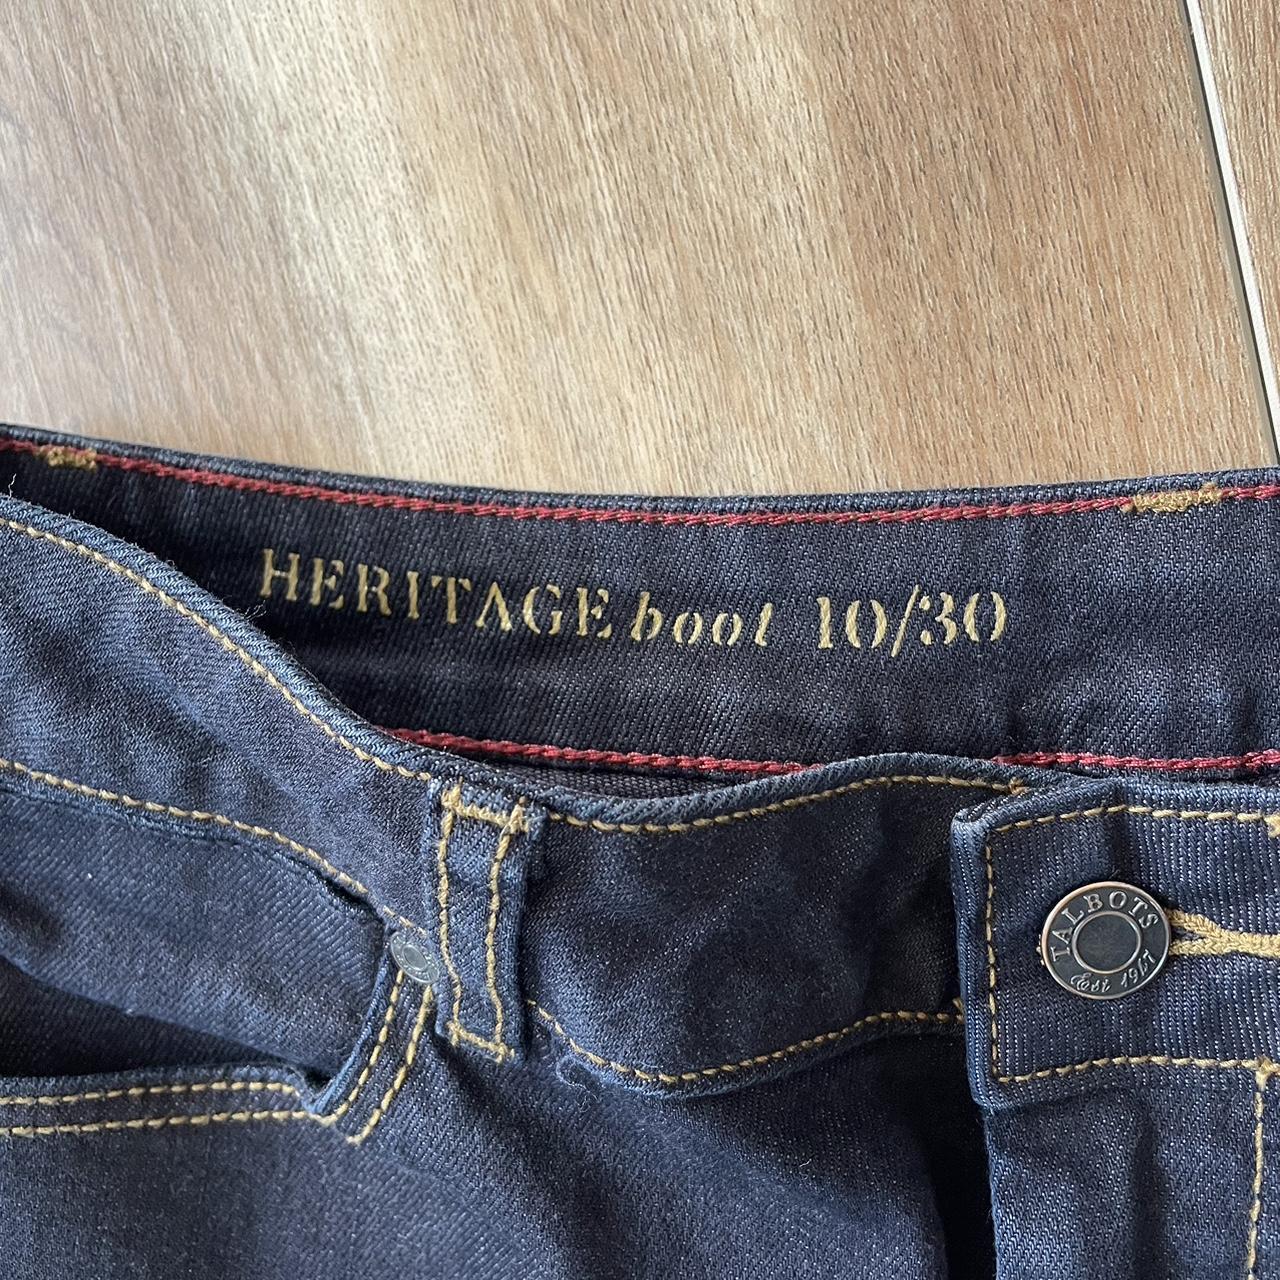 HERITAGE boot 10/30
TALBOTS
Est 1947